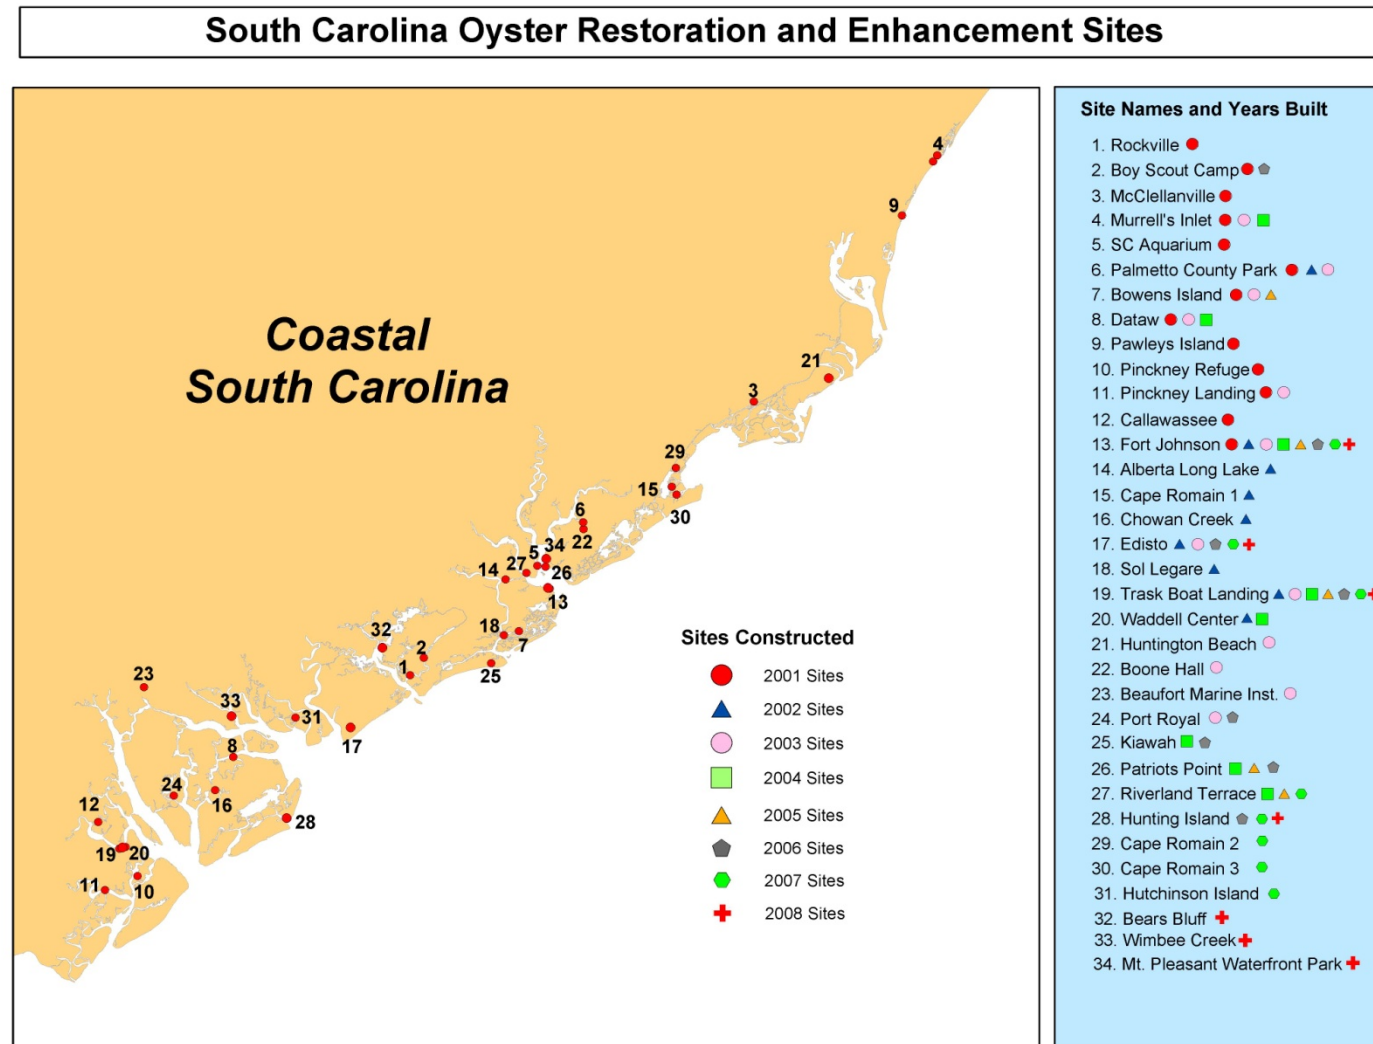 South Carolina Oyster Restoration and Enhancement Sites
Coastal
South Carolina
4
9
21
3
29
15
30
6
22
34
5
27
26
14
13
18
7
32
2
1
25
23
33
31
17
8
24
16
12
28
19
20
11
10
Sites Constructed
2001 Sites
2002 Sites
2003 Sites
2004 Sites
2005 Sites
2006 Sites
2007 Sites
2008 Sites
Site Names and Years Built
1. Rockville
2. Boy Scout Camp
3. McClellanville
4. Murrell's Inlet
5. SC Aquarium
6. Palmetto County Park
7. Bowens Island
8. Dataw
9. Pawleys Island
10. Pinckney Refuge
11. Pinckney Landing
12. Callawassee
13. Fort Johnson
14. Alberta Long Lake
15. Cape Romain 1
16. Chowan Creek
17. Edisto
18. Sol Legare
19. Trask Boat Landing
20. Waddell Center
21. Huntington Beach
22. Boone Hall
23. Beaufort Marine Inst.
24. Port Royal
25. Kiawah
26. Patriots Point
27. Riverland Terrace
28. Hunting Island
29. Cape Romain 2
30. Cape Romain 3
31. Hutchinson Island
32. Bears Bluff
33. Wimbee Creek
34. Mt. Pleasant Waterfront Park